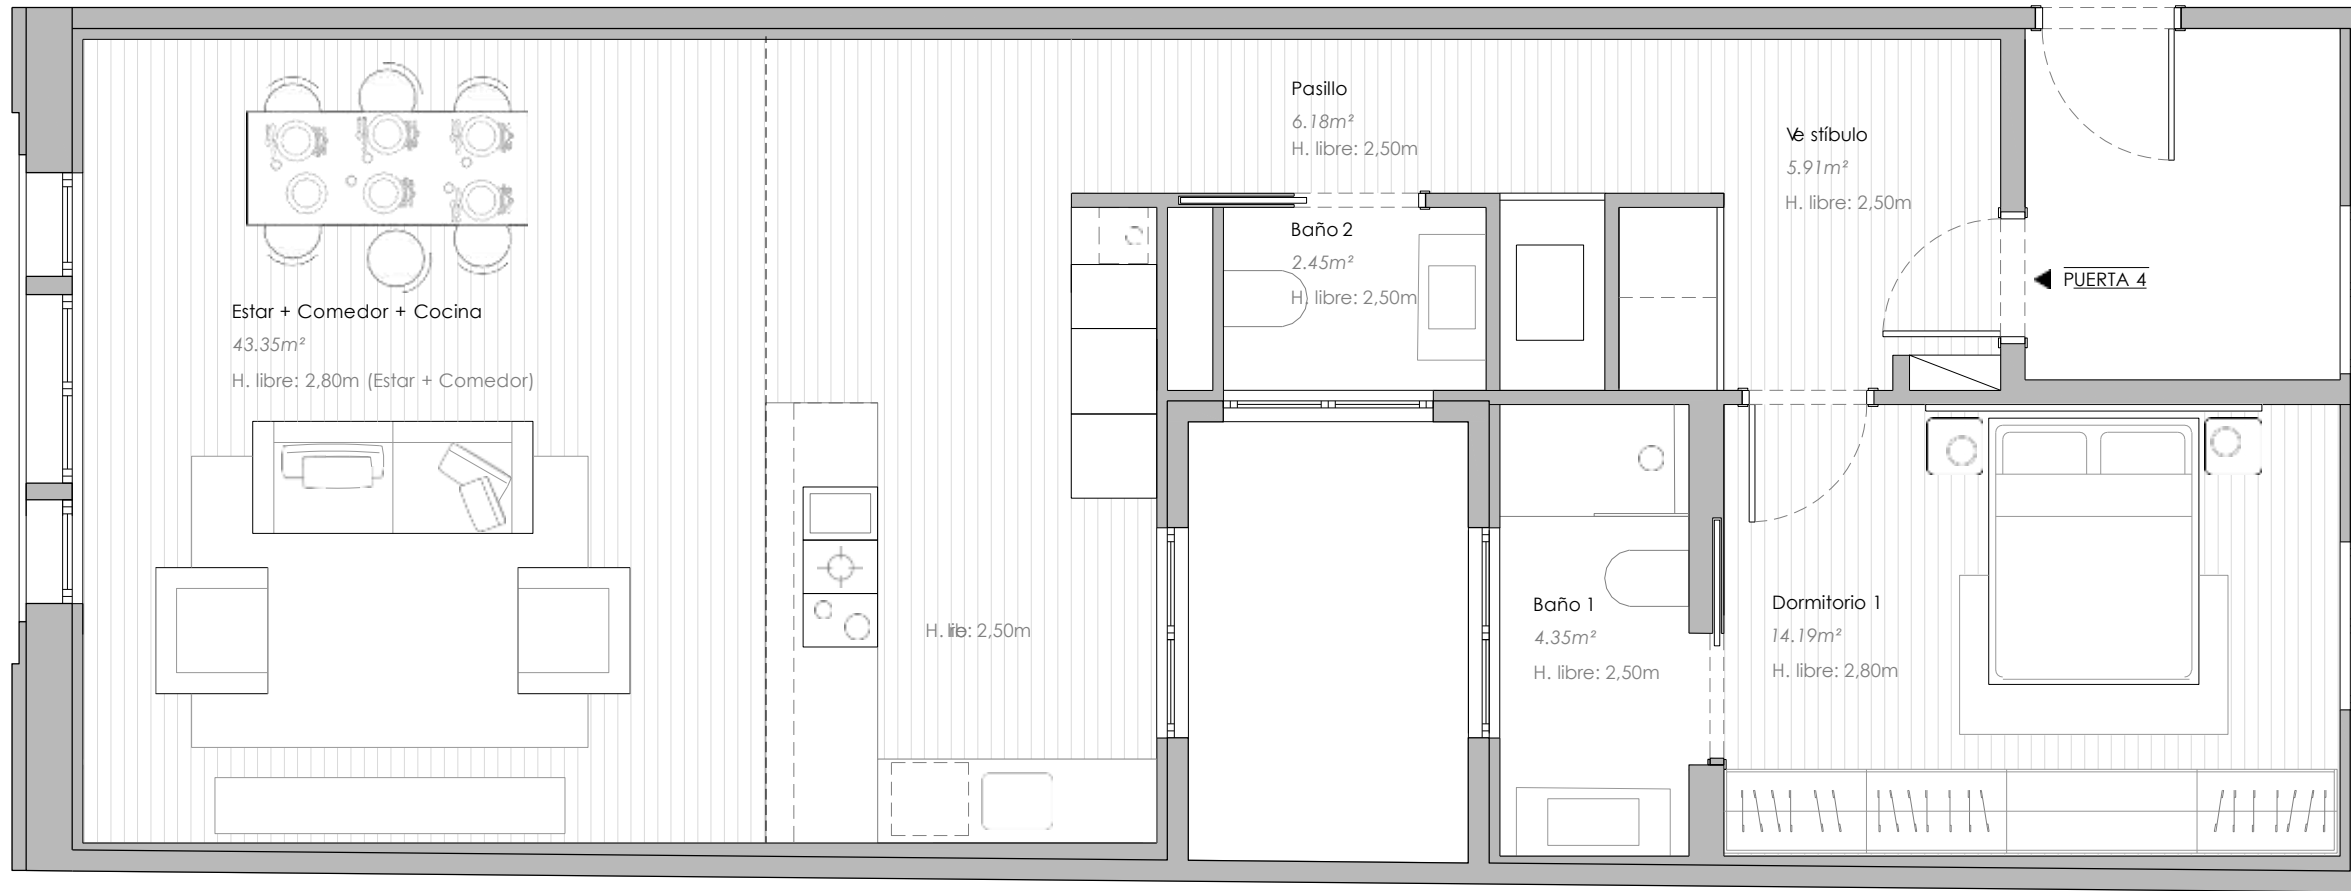 Pasillo
6.18m²
H. libre: 2,50m
Vestíbulo
5.91m²
H. libre: 2,50m
Baño 2
2.45m²
H. libre: 2,50m
PUERTA 4
Estar + Comedor + Cocina
43.35m²
H. libre: 2,80m (Estar + Comedor)
H. libre: 2,50m
Baño 1
4.35m²
H. libre: 2,50m
Dormitorio 1
14.19m²
H. libre: 2,80m